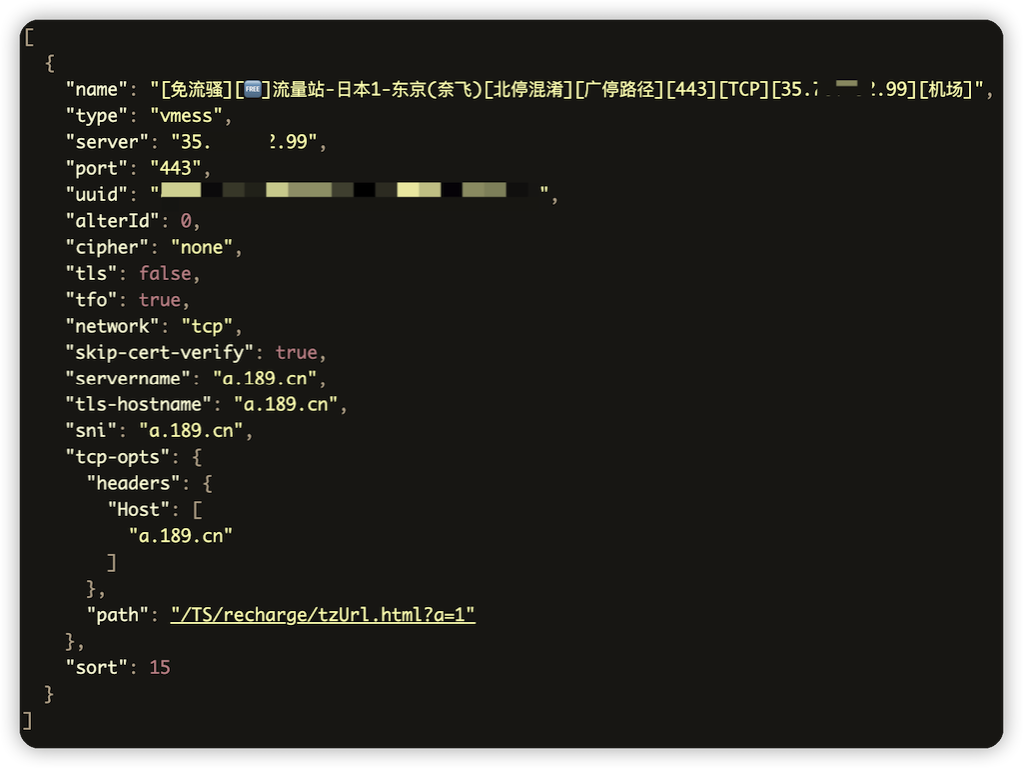 [
{
"name": "[免流骚][🆓]流量站-日本1-东京(奈飞)[北停混淆][广停路径][443][TCP][35.7 2.99][机场]",
"type": "vmess",
"server": "35. 2.99",
"port": "443",
"uuid": " ",
"alterId": 0,
"cipher": "none",
"tls": false,
"tfo": true,
"network": "tcp",
"skip-cert-verify": true,
"servername": "a.189.cn",
"tls-hostname": "a.189.cn",
"sni": "a.189.cn",
"tcp-opts": {
"headers": {
"Host": [
"a.189.cn"
]
},
"path": "/TS/recharge/tzUrl.html?a=1"
},
"sort": 15
}
]